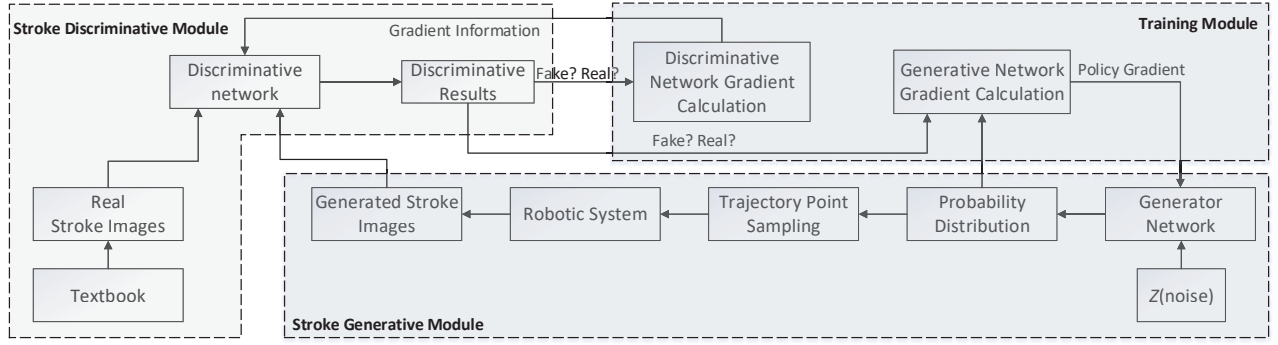 Stroke Discriminative Module
Gradient Information
Training Module
Discriminative
network
Discriminative
Results
Fake? Real?
Discriminative
Network Gradient
Calculation
Generative Network
Gradient Calculation
Policy Gradient
Fake? Real?
Real
Stroke Images
Generated Stroke
Images
Robotic System
Trajectory Point
Sampling
Probability
Distribution
Generator
Network
Textbook
Z(noise)
Stroke Generative Module